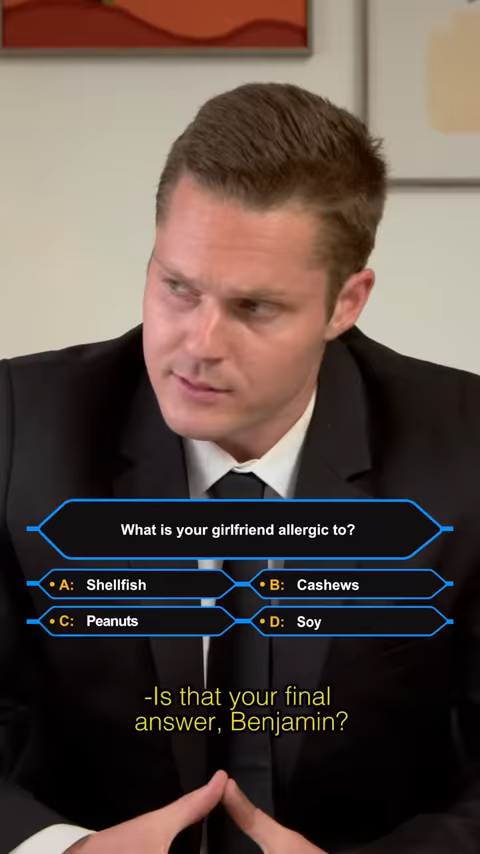 What is your girlfriend allergic to?
• A: Shellfish
• B: Cashews
• C: Peanuts
• D: Soy
-Is that your final
answer, Benjamin?